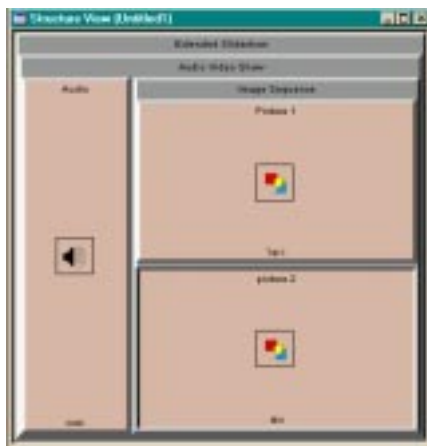 Structure View (Untitled1)
Extended Slideshow
Audio Video Show
Audio
Image Sequence
Picture 1
picture 2